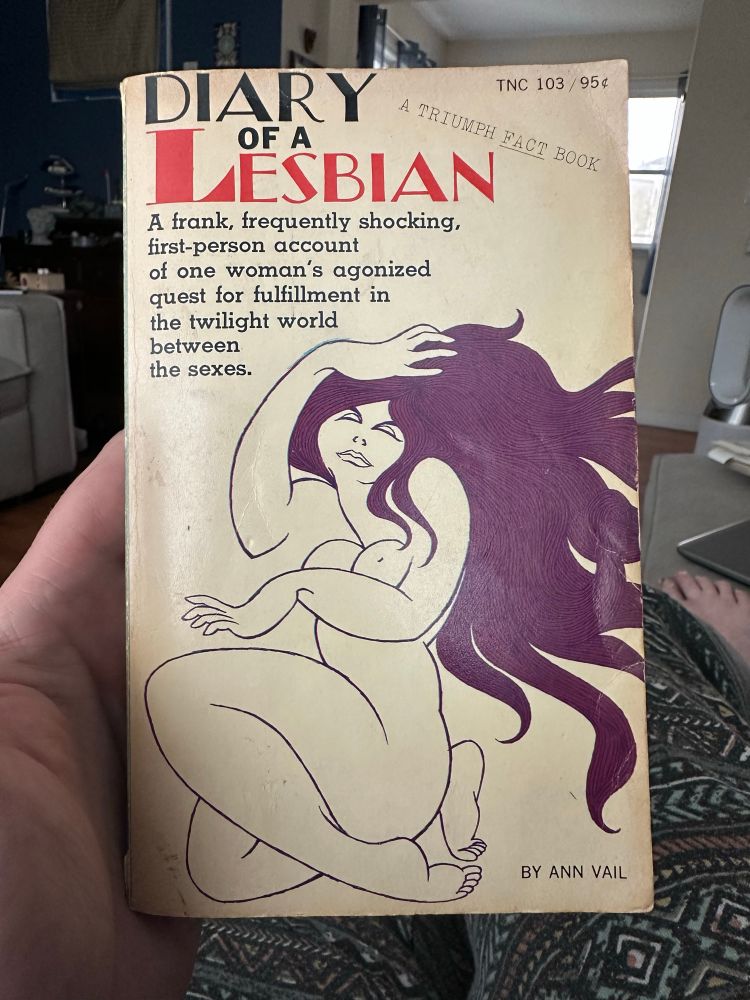 DIARY
OF A
LESBIAN
TNC 103/95¢
A TRIUMPH FACT BOOK
A frank, frequently shocking,
first-person account
of one woman's agonized
quest for fulfillment in
the twilight world
between
the sexes.
BY ANN VAIL